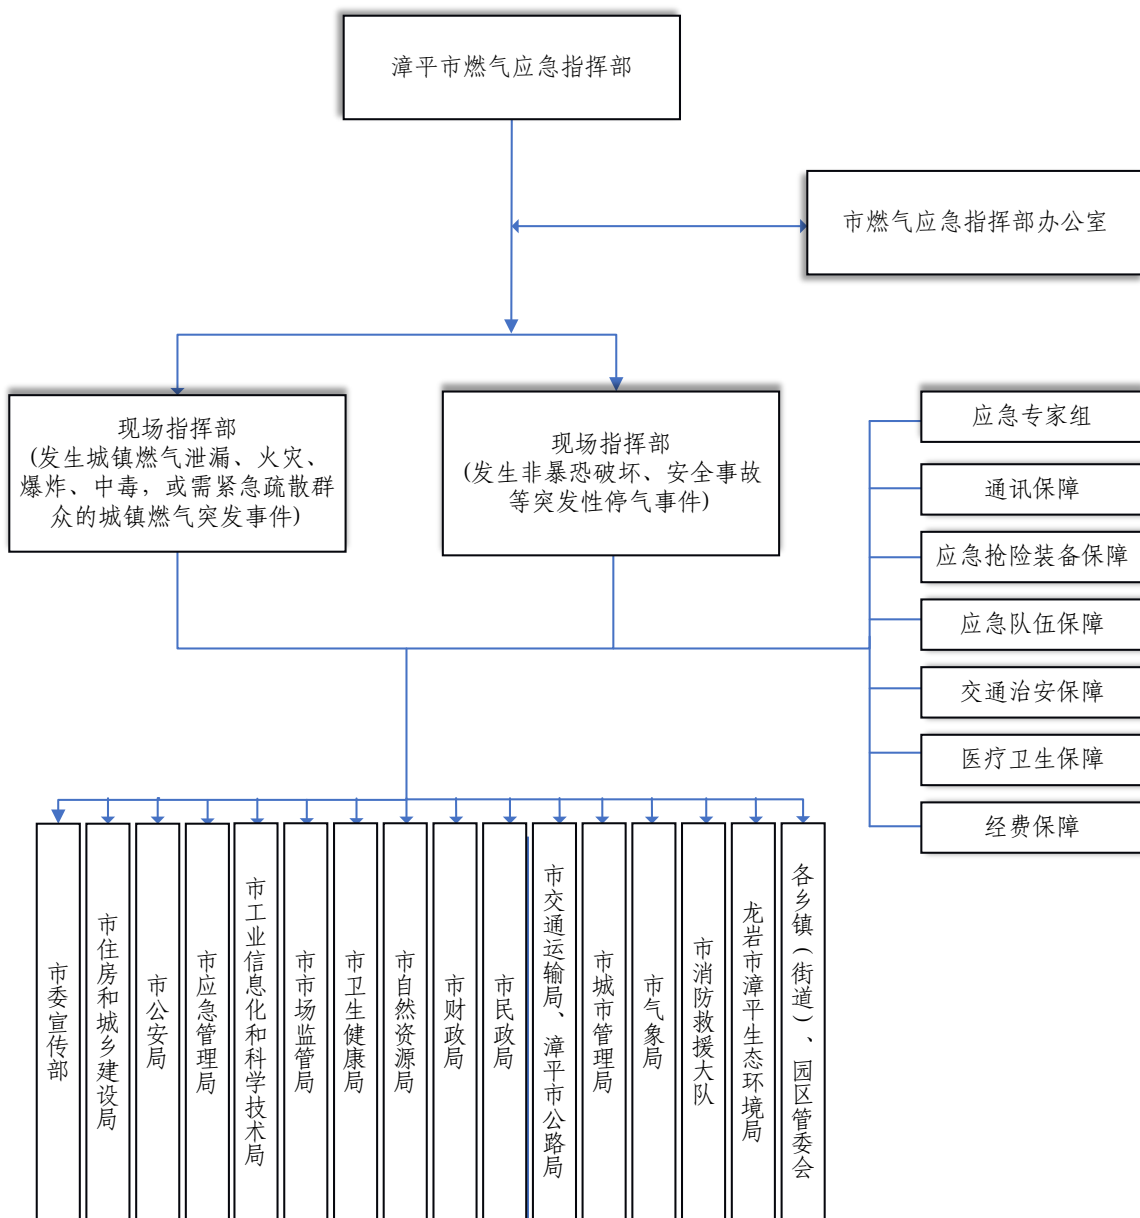 漳平市燃气应急指挥部
市燃气应急指挥部办公室
现场指挥部
(发生城镇燃气泄漏、火灾、
爆炸、中毒，或需紧急疏散群
众的城镇燃气突发事件)
现场指挥部
(发生非暴恐破坏、安全事故
等突发性停气事件)
应急专家组
通讯保障
应急抢险装备保障
应急队伍保障
交通治安保障
医疗卫生保障
经费保障
市委宣传部
市住房和城乡建设局
市公安局
市应急管理局
市工业信息化和科学技术局
市市场监管局
市卫生健康局
市自然资源局
市财政局
市民政局
市交通运输局、漳平市公路局
市城市管理局
市气象局
市消防救援大队
龙岩市漳平生态环境局
各乡镇（街道）、园区管委会